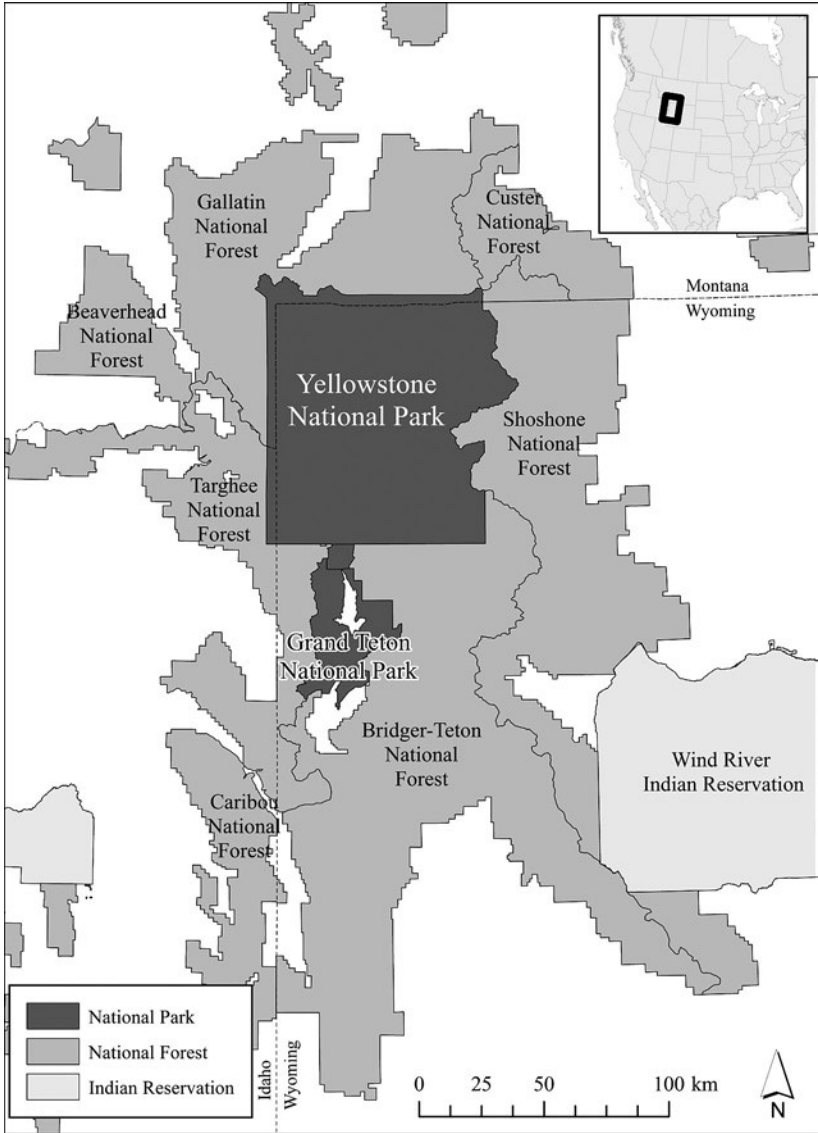 Gallatin
National
Forest
Custer
National
Forest
Montana
Wyoming
Beaverhead
National
Forest
Yellowstone
National Park
Shoshone
National
Forest
Targhee
National
Forest
Grand Teton
National Park
Bridger-Teton
National
Forest
Wind River
Indian Reservation
Caribou
National
Forest
National Park
National Forest
Indian Reservation
Idaho
Wyoming
0 25 50 100 km
N